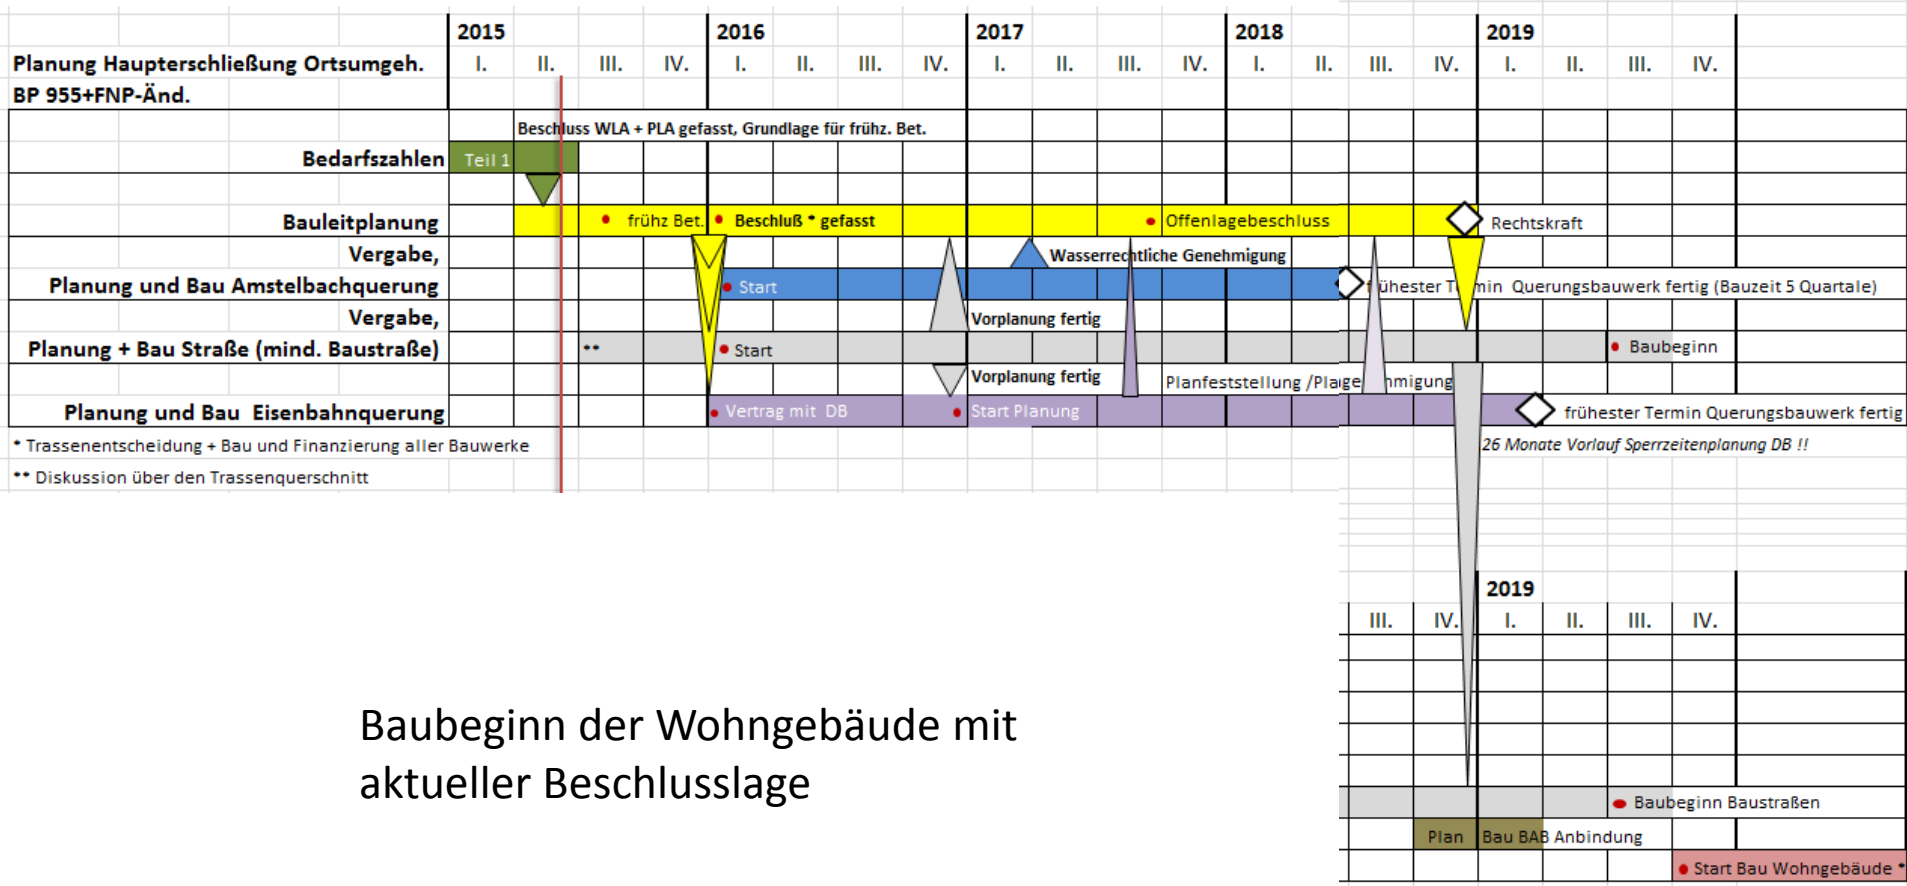 2015 2016 2017 2018 2019
Planung Haupterschließung Ortsumgeh. I. II. III. IV. I. II. III. IV. I. II. III. IV. I. II. III. IV. I. II. III. IV.
BP 955+FNP-Änd.
Beschluss WLA + PLA gefasst, Grundlage für frühz. Bet.
Bedarfszahlen Teil 1
Bauleitplanung frühz Bet. Beschluß * gefasst Offenlagebeschluss Rechtskraft
Vergabe, Wasserrechtliche Genehmigung
Planung und Bau Amstelbachquerung Start frühester Termin Querungsbauwerk fertig (Bauzeit 5 Quartale)
Vergabe, Vorplanung fertig
Planung + Bau Straße (mind. Baustraße) ** Start Baubeginn
Vorplanung fertig Planfeststellung /Plangenehmigung
Planung und Bau Eisenbahnquerung Vertrag mit DB Start Planung frühester Termin Querungsbauwerk fertig
* Trassenentscheidung + Bau und Finanzierung aller Bauwerke 26 Monate Vorlauf Sperrzeitenplanung DB !!
** Diskussion über den Trassenquerschnitt
2019
III. IV. I. II. III. IV.
Baubeginn der Wohngebäude mit
aktueller Beschlusslage
Baubeginn Baustraßen
Plan Bau BAB Anbindung
Start Bau Wohngebäude *